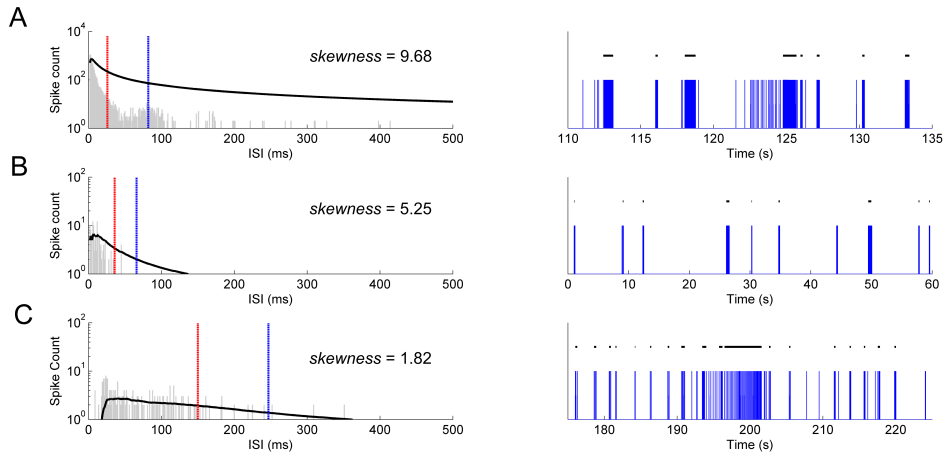 A
10^4
10^2
10^0
Spike count
skewness = 9.68
0 100 200 300 400 500
ISI (ms)
110 115 120 125 130 135
Time (s)
B
10^2
10^1
10^0
Spike count
skewness = 5.25
0 100 200 300 400 500
ISI (ms)
0 10 20 30 40 50 60
Time (s)
C
10^2
10^1
10^0
Spike Count
skewness = 1.82
0 100 200 300 400 500
ISI (ms)
180 190 200 210 220
Time (s)